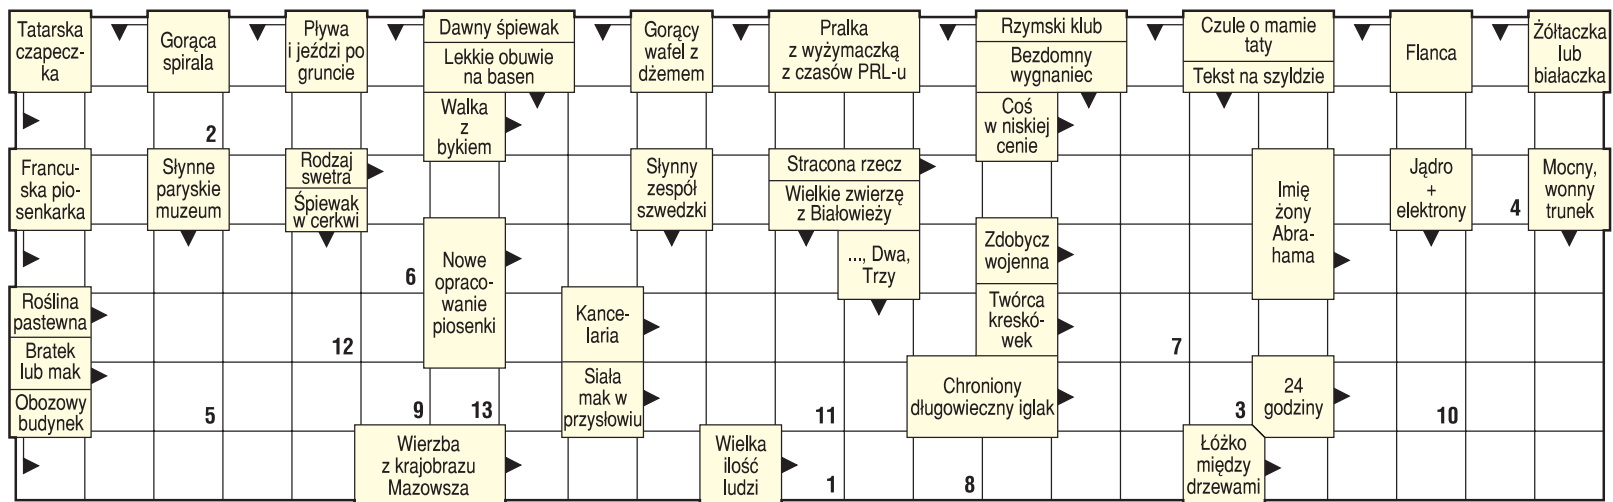 Tatarska
czapecz-
ka
Gorąca
spirala
Pływa
i jeździ po
gruncie
Dawny śpiewak
Lekkie obuwie
na basen
Gorący
wafel z
dżemem
Pralka
z wyżymaczką
z czasów PRL-u
Rzymski klub
Bezdomny
wygnaniec
Czule o mamie
taty
Tekst na szyldzie
Flanca
Żółtaczka
lub
białaczka
2
Walka
z
bykiem
Coś
w niskiej
cenie
Francu-
ska pio-
senkarka
Słynne
paryskie
muzeum
Rodzaj
swetra
Śpiewak
w cerkwi
Słynny
zespół
szwedzki
Stracona rzecz
Wielkie zwierzę
z Białowieży
Imię
żony
Abra-
hama
Jądro
+
elektrony
4
Mocny,
wonny
trunek
6
Nowe
opraco-
wanie
piosenki
..., Dwa,
Trzy
Zdobycz
wojenna
Roślina
pastewna
12
Kance-
laria
Twórca
kreskó-
wek
7
Bratek
lub mak
Obozowy
budynek
5
9
13
Siała
mak w
przysłowiu
11
Chroniony
długowieczny iglak
3
24
godziny
10
Wierzba
z krajobrazu
Mazowsza
Wielka
ilość
ludzi
1
8
Łóżko
między
drzewami